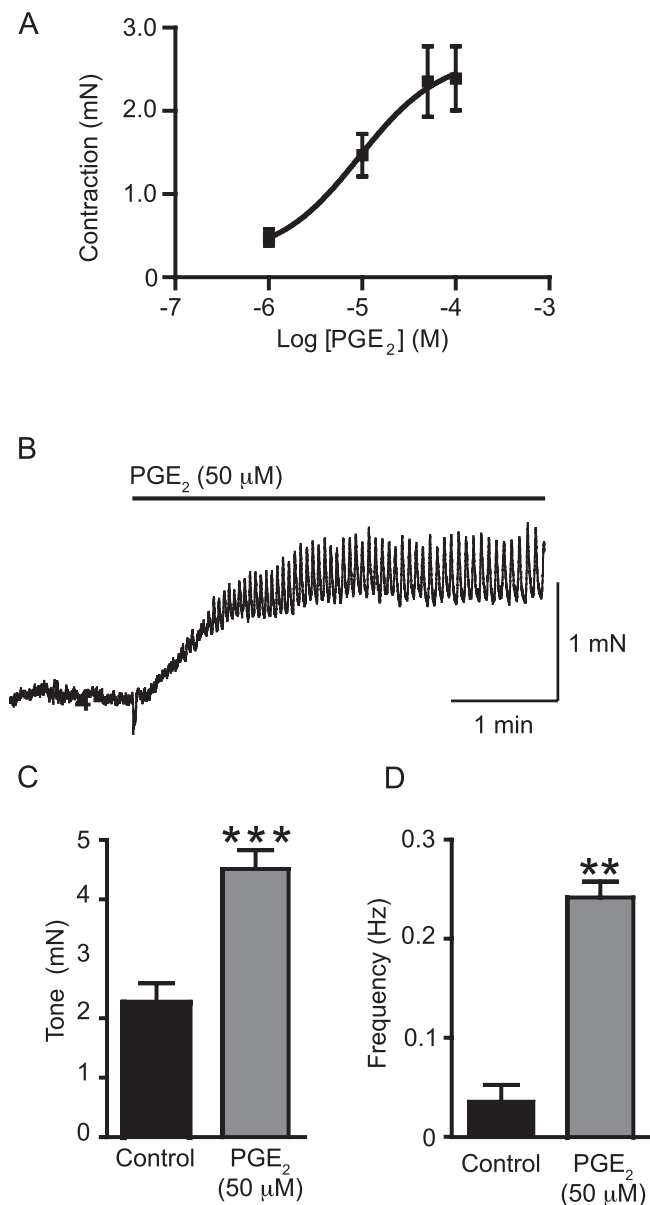 A
3.0
2.0
1.0
0
Contraction (mN)
-7 -6 -5 -4 -3
Log [PGE2] (M)
B
PGE2 (50 μM)
1 mN
1 min
C
***
5
4
3
2
1
0
Tone (mN)
Control PGE2
(50 μM)
D
**
0.3
0.2
0.1
0
Frequency (Hz)
Control PGE2
(50 μM)